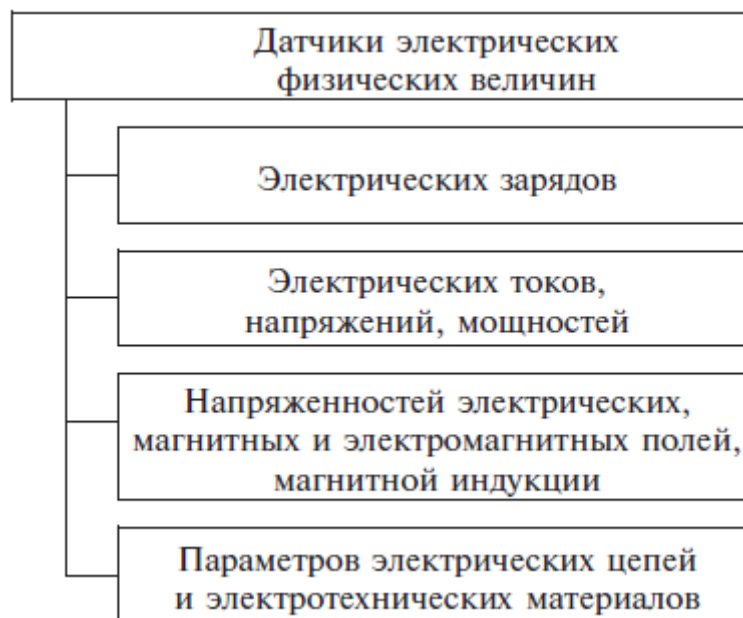 Датчики электрических
физических величин
Электрических зарядов
Электрических токов,
напряжений, мощностей
Напряженностей электрических,
магнитных и электромагнитных полей,
магнитной индукции
Параметров электрических цепей
и электротехнических материалов